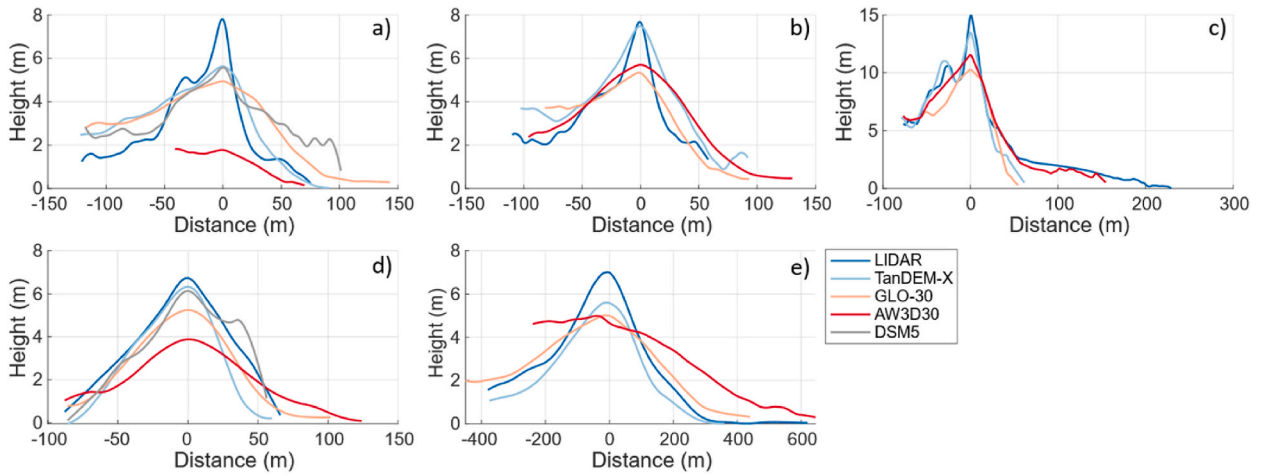 a)
Height (m)
8
6
4
2
0
-150 -100 -50 0 50 100 150
Distance (m)
b)
Height (m)
8
6
4
2
0
-150 -100 -50 0 50 100 150
Distance (m)
c)
Height (m)
15
10
5
0
-100 0 100 200 300
Distance (m)
d)
Height (m)
8
6
4
2
0
-100 -50 0 50 100 150
Distance (m)
e)
Height (m)
8
6
4
2
0
-400 -200 0 200 400 600
Distance (m)
LIDAR
TanDEM-X
GLO-30
AW3D30
DSM5